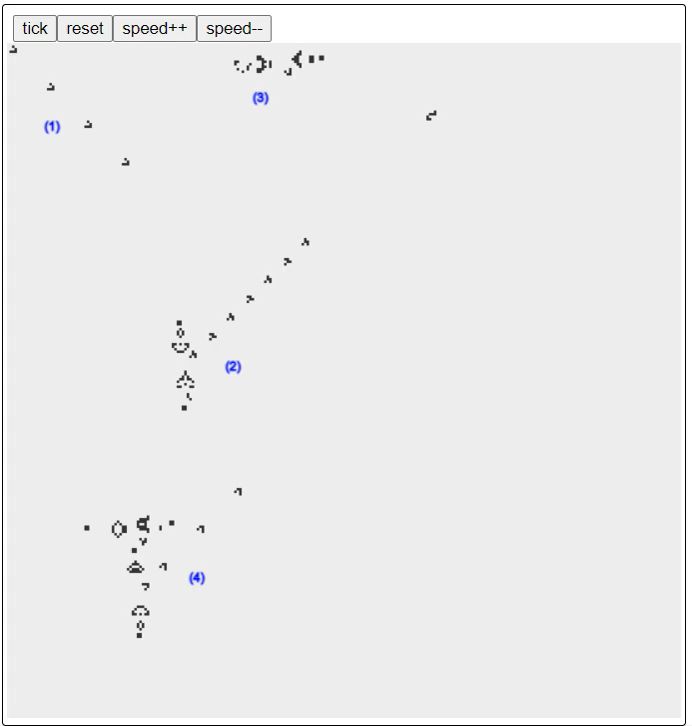 tick reset speed++ speed--
(3)
(1)
(2)
(4)